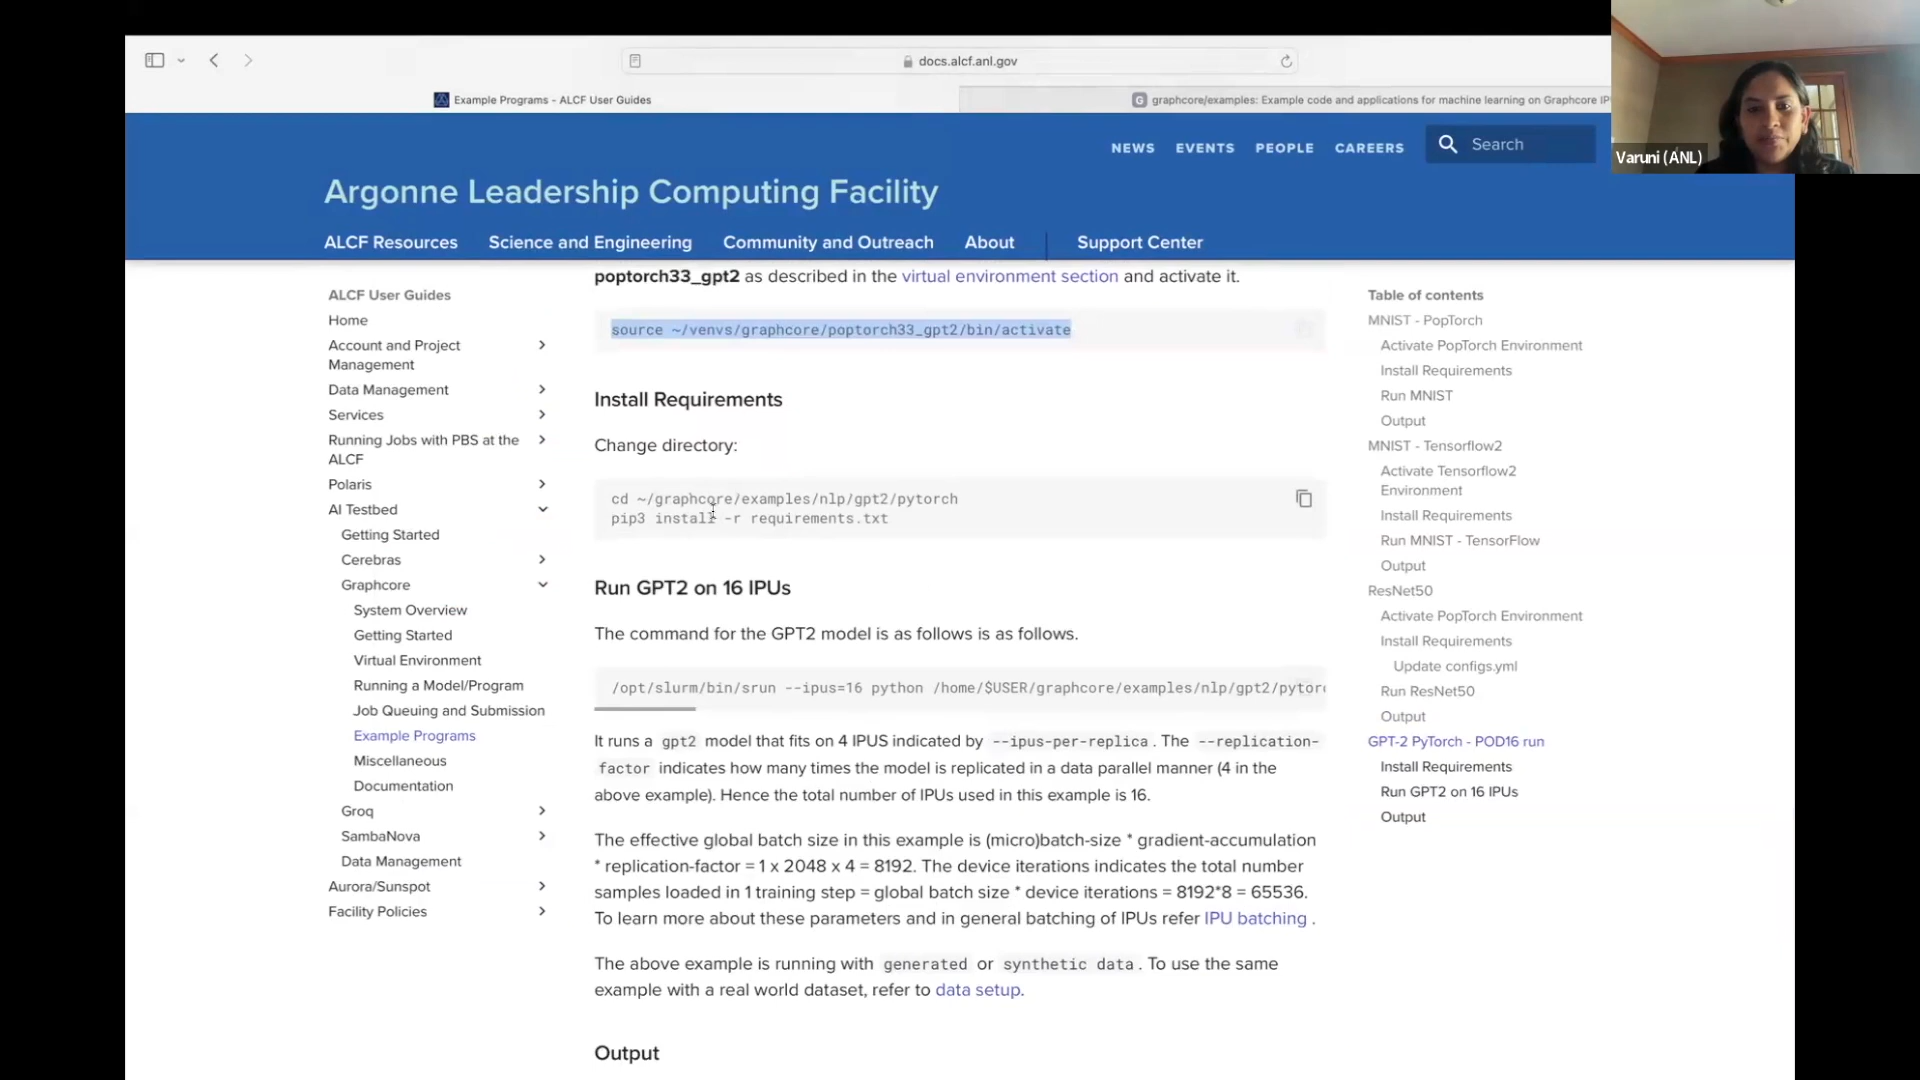 docs.alcf.anl.gov
Example Programs - ALCF User Guides
graphcore/examples: Example code and applications for machine learning on Graphcore IP
Varuni (ANL)
NEWS
EVENTS
PEOPLE
CAREERS
Search
Argonne Leadership Computing Facility
ALCF Resources
Science and Engineering
Community and Outreach
About
Support Center
ALCF User Guides
Home
Account and Project
Management
Data Management
Services
Running Jobs with PBS at the
ALCF
Polaris
AI Testbed
Getting Started
Cerebras
Graphcore
System Overview
Getting Started
Virtual Environment
Running a Model/Program
Job Queuing and Submission
Example Programs
Miscellaneous
Documentation
Groq
SambaNova
Data Management
Aurora/Sunspot
Facility Policies
poptorch33_gpt2 as described in the virtual environment section and activate it.
source ~/venvs/graphcore/poptorch33_gpt2/bin/activate
Install Requirements
Change directory:
cd ~/graphcore/examples/nlp/gpt2/pytorch
pip3 install -r requirements.txt
Run GPT2 on 16 IPUs
The command for the GPT2 model is as follows is as follows.
/opt/slurm/bin/srun --ipus=16 python /home/$USER/graphcore/examples/nlp/gpt2/pytorc
It runs a gpt2 model that fits on 4 IPUS indicated by --ipus-per-replica. The --replication-
factor indicates how many times the model is replicated in a data parallel manner (4 in the
above example). Hence the total number of IPUs used in this example is 16.
The effective global batch size in this example is (micro)batch-size * gradient-accumulation
* replication-factor = 1 x 2048 x 4 = 8192. The device iterations indicates the total number
samples loaded in 1 training step = global batch size * device iterations = 8192*8 = 65536.
To learn more about these parameters and in general batching of IPUs refer IPU batching .
The above example is running with generated or synthetic data. To use the same
example with a real world dataset, refer to data setup.
Output
Table of contents
MNIST - PopTorch
Activate PopTorch Environment
Install Requirements
Run MNIST
Output
MNIST - Tensorflow2
Activate Tensorflow2
Environment
Install Requirements
Run MNIST - TensorFlow
Output
ResNet50
Activate PopTorch Environment
Install Requirements
Update configs.yml
Run ResNet50
Output
GPT-2 PyTorch - POD16 run
Install Requirements
Run GPT2 on 16 IPUs
Output